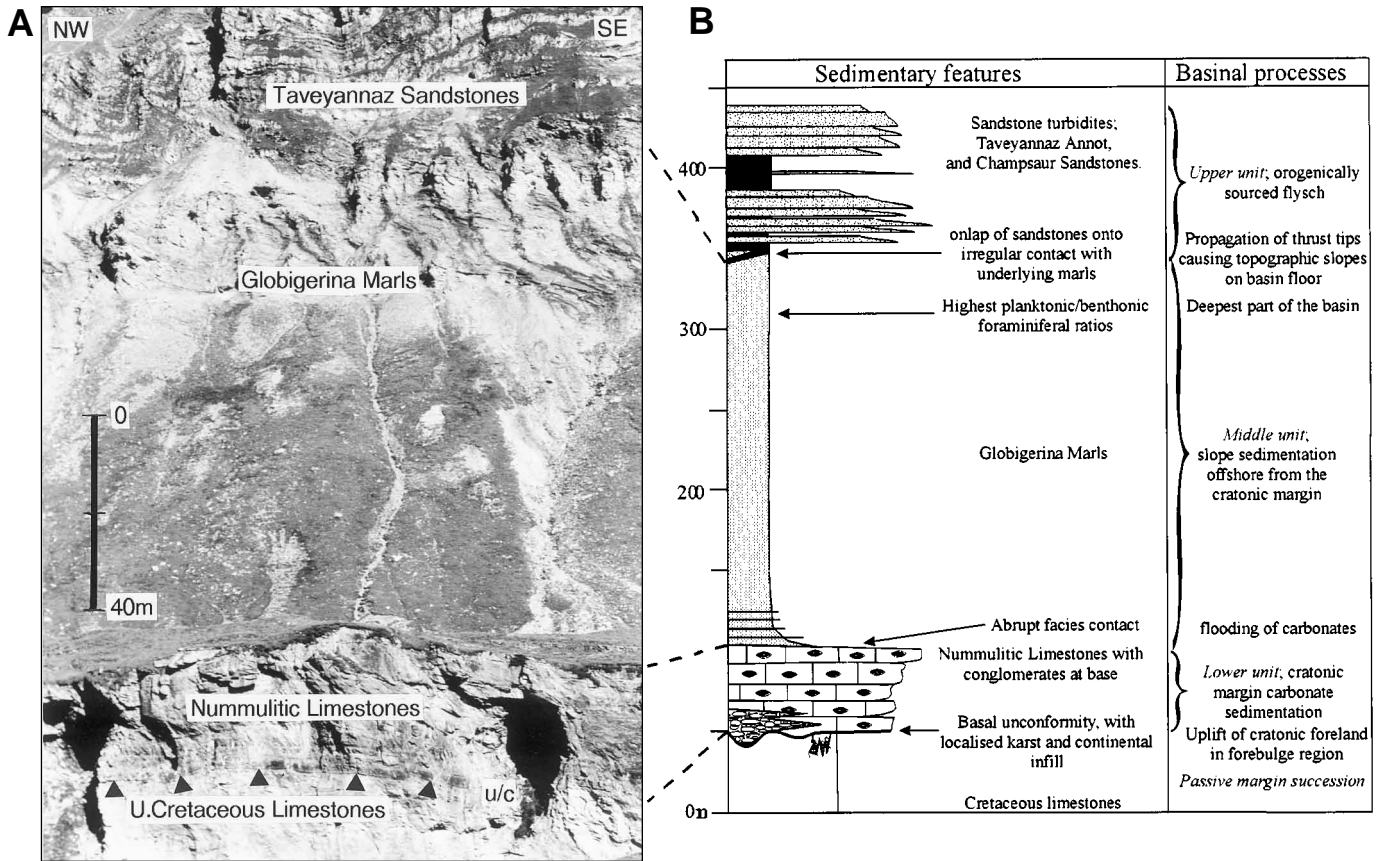 A
NW
SE
Taveyannaz Sandstones
Globigerina Marls
0
40m
Nummulitic Limestones
U.Cretaceous Limestones
u/c
B
Sedimentary features
Basinal processes
400
300
200
100
0m
Sandstone turbidites;
Taveyannaz Annot,
and Champsaur Sandstones.
onlap of sandstones onto
irregular contact with
underlying marls
Highest planktonic/benthonic
foraminiferal ratios
Globigerina Marls
Abrupt facies contact
Nummulitic Limestones with
conglomerates at base
Basal unconformity, with
localised karst and continental
infill
Cretaceous limestones
Upper unit; orogenically
sourced flysch
Propagation of thrust tips
causing topographic slopes
on basin floor
Deepest part of the basin
Middle unit;
slope sedimentation
offshore from the
cratonic margin
flooding of carbonates
Lower unit; cratonic
margin carbonate
sedimentation
Uplift of cratonic foreland
in forebulge region
Passive margin succession